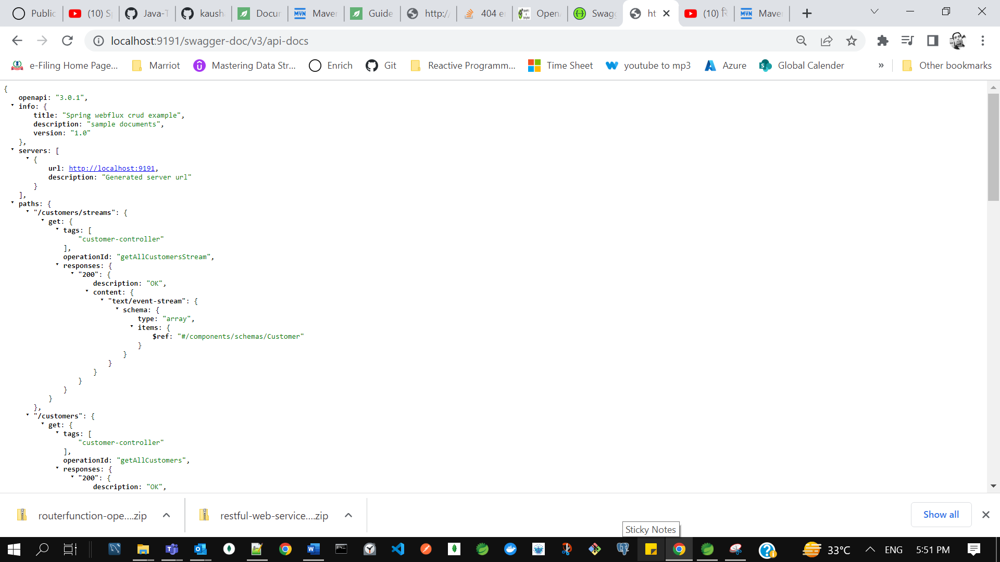 Public
(10) S
Java-T
kaush
Docur
Maver
Guide
http:/
404 e
Open
Swag
ht
(10)
Maver
localhost:9191/swagger-doc/v3/api-docs
e-Filing Home Page...
Marriot
Mastering Data Str...
Enrich
Git
Reactive Programm...
Time Sheet
youtube to mp3
Azure
Global Calender
»
Other bookmarks
{
openapi: "3.0.1",
info: {
title: "Spring webflux crud example",
description: "sample documents",
version: "1.0"
},
servers: [
{
url: http://localhost:9191,
description: "Generated server url"
}
],
paths: {
"/customers/streams": {
get: {
tags: [
"customer-controller"
],
operationId: "getAllCustomersStream",
responses: {
"200": {
description: "OK",
content: {
"text/event-stream": {
schema: {
type: "array",
items: {
$ref: "#/components/schemas/Customer"
}
}
}
}
}
}
}
},
"/customers": {
get: {
tags: [
"customer-controller"
],
operationId: "getAllCustomers",
responses: {
"200": {
description: "OK",
routerfunction-ope....zip
restful-web-service....zip
Show all
Sticky Notes
33°C
ENG
5:51 PM